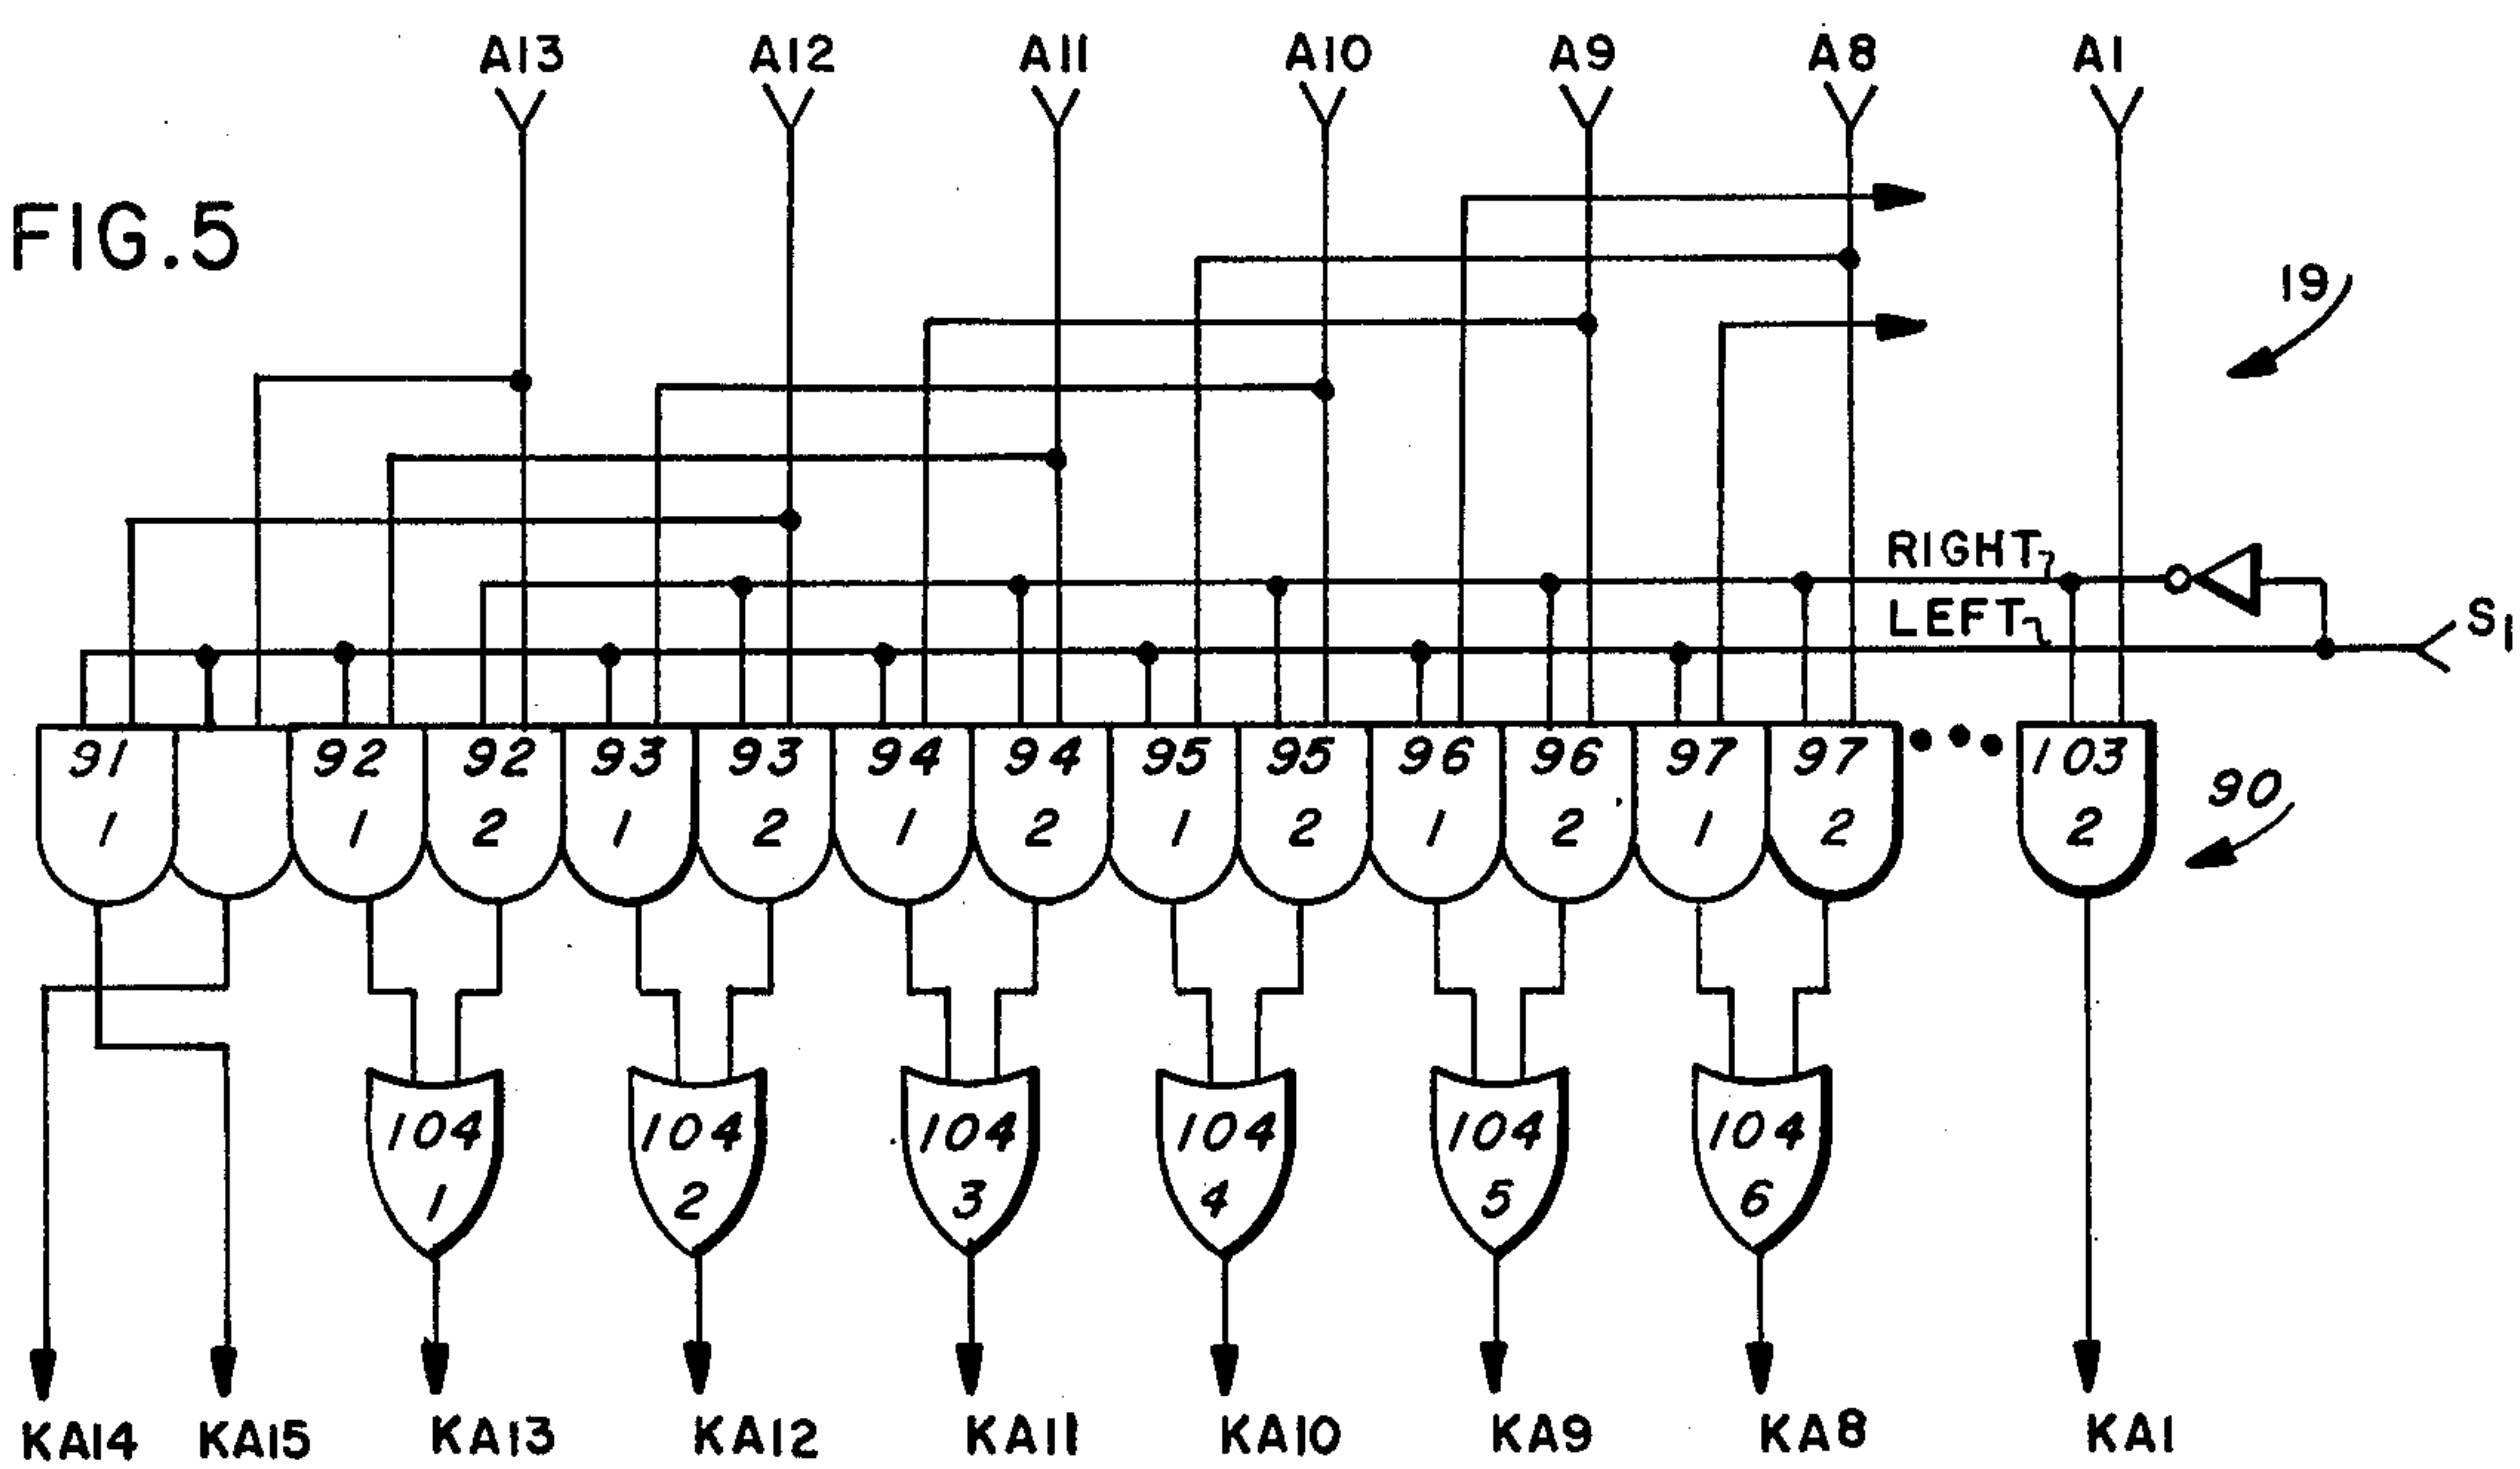 A13 A12 A11 A10 A9 A8 A1
FIG.5
19
RIGHT
LEFT
S1
91 92 92 93 93 94 94 95 95 96 96 97 97 103
1 1 2 1 2 1 2 1 2 1 2 1 2 2
90
104 104 104 104 104 104
1 2 3 4 5 6
KA14 KA15 KA13 KA12 KA11 KA10 KA9 KA8 KA1